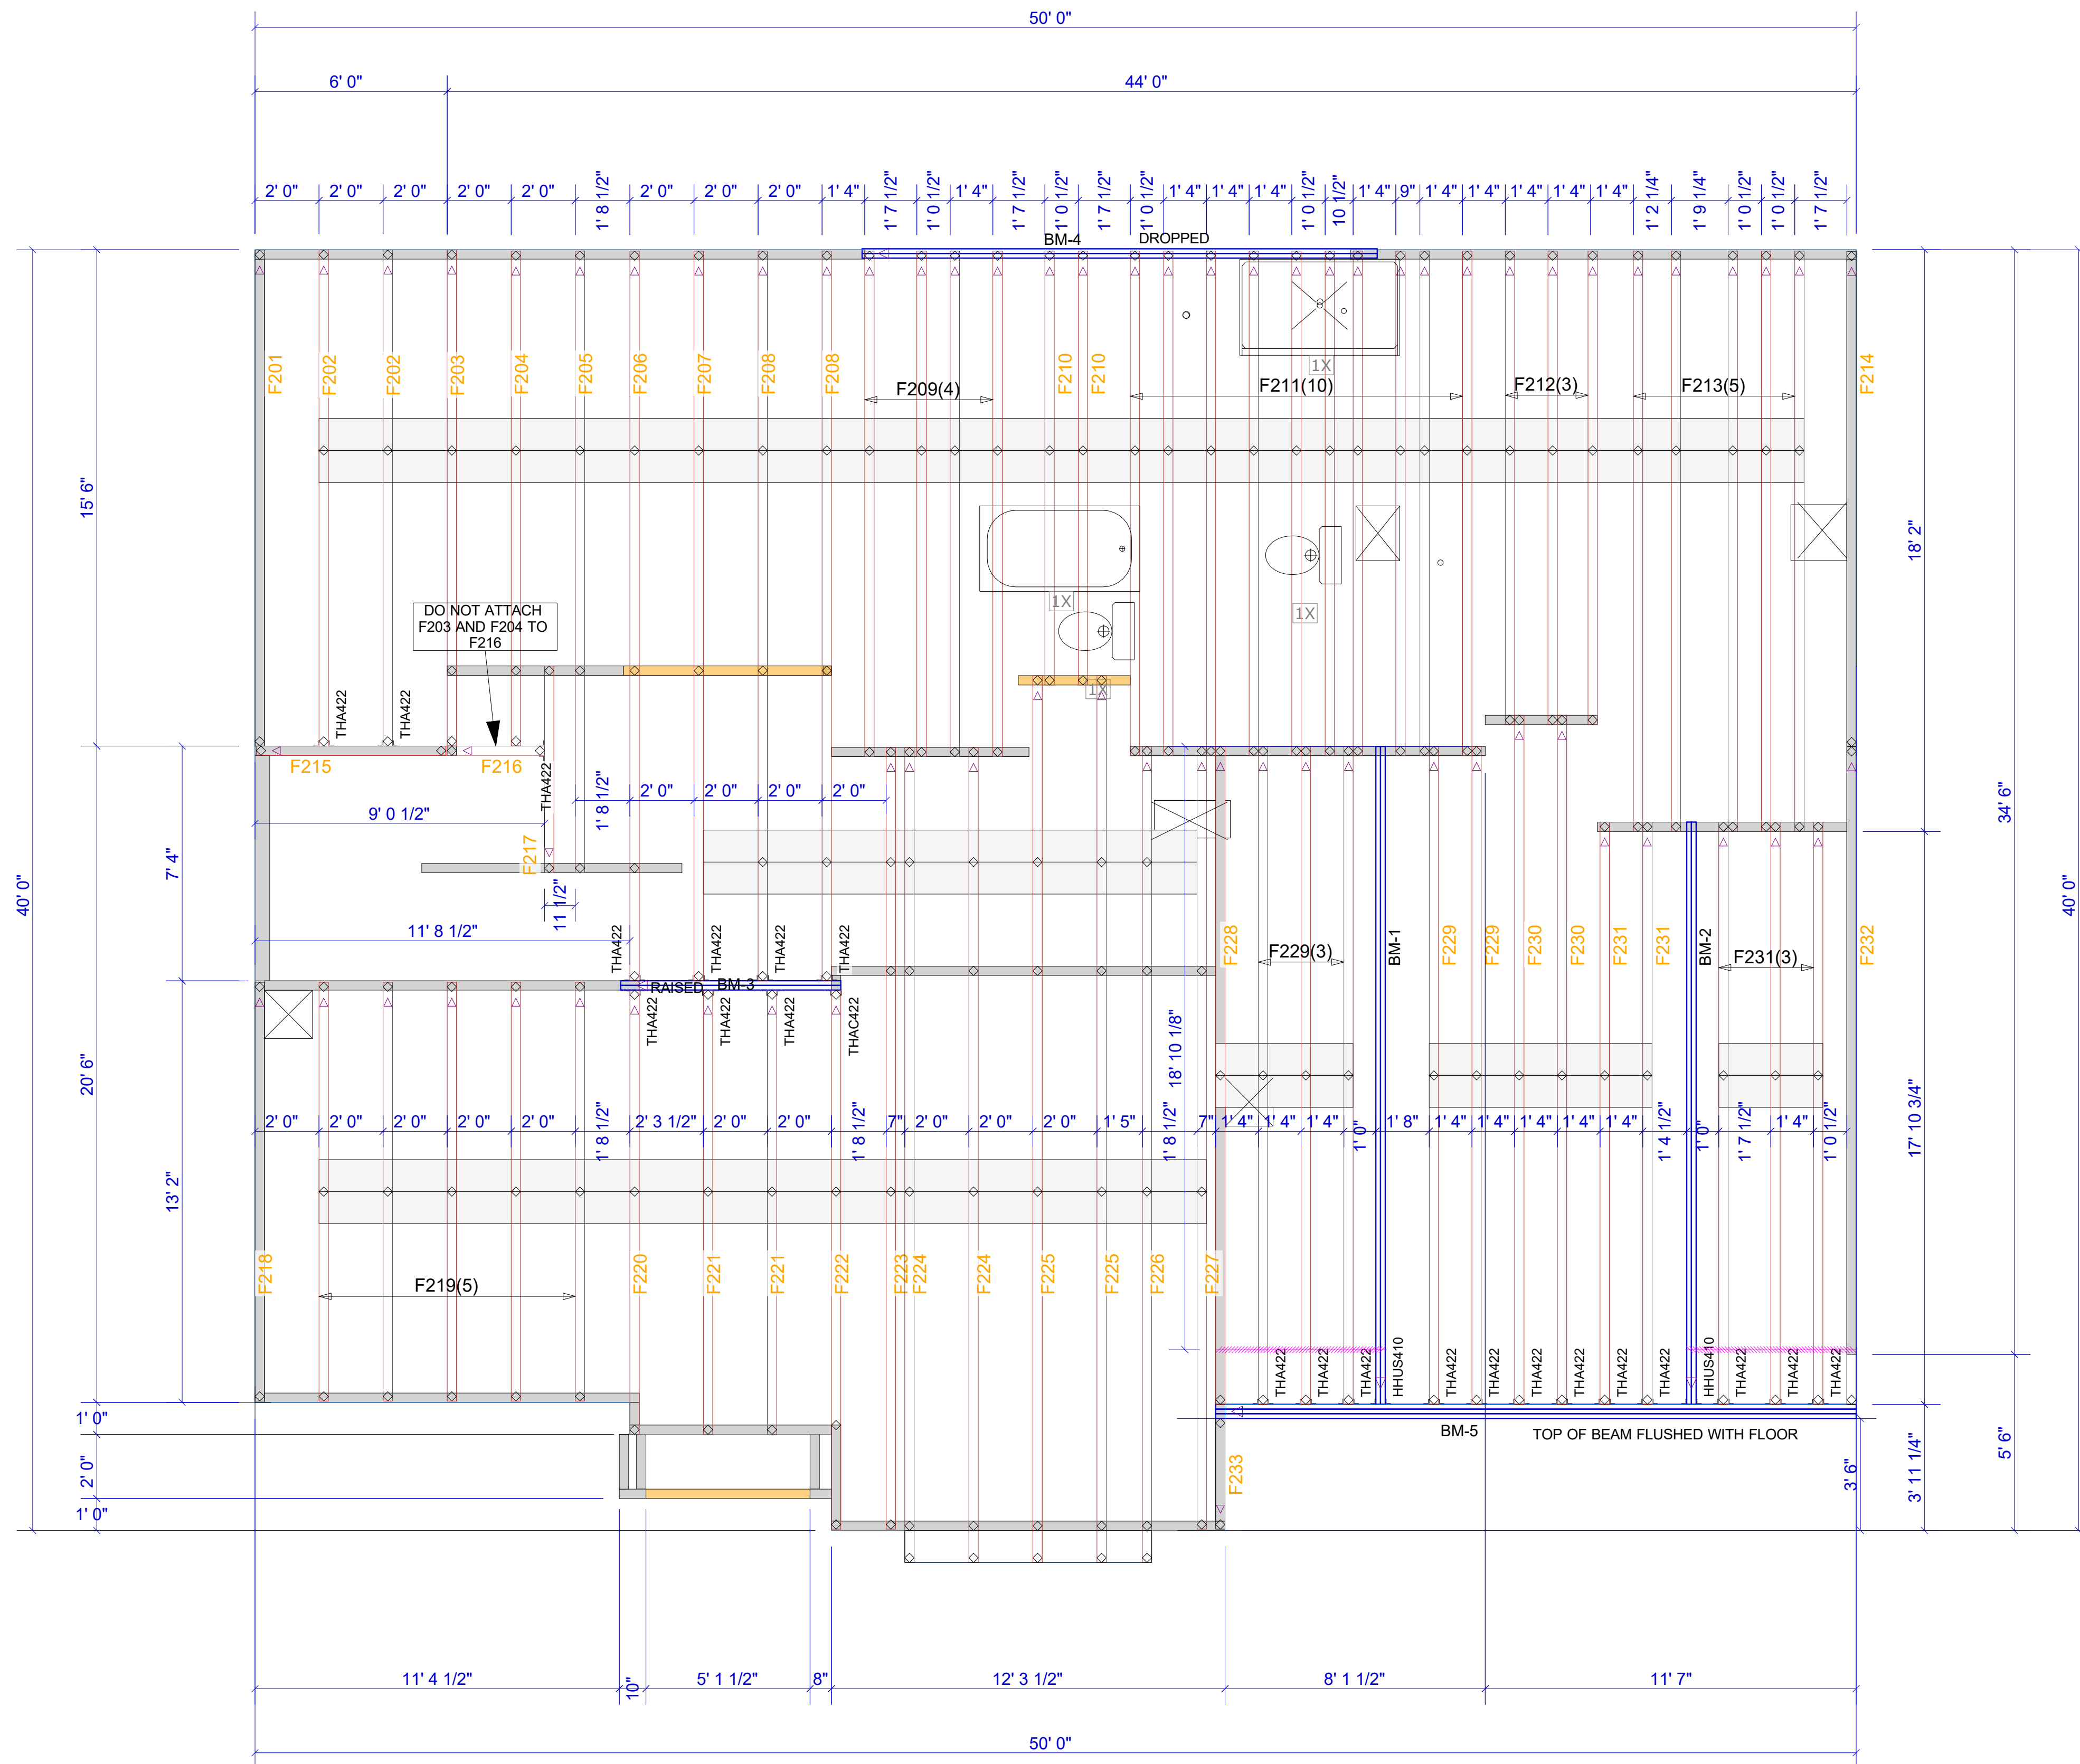 50' 0"
6' 0"
44' 0"
2' 0"
2' 0"
2' 0"
2' 0"
2' 0"
1' 8 1/2"
2' 0"
2' 0"
2' 0"
1' 4"
1' 7 1/2"
1' 0 1/2"
1' 4"
1' 7 1/2"
1' 0 1/2"
1' 7 1/2"
1' 0 1/2"
1' 4"
1' 4"
1' 4"
1' 0 1/2"
10 1/2"
1' 4"
9"
1' 4"
1' 4"
1' 4"
1' 4"
1' 2 1/4"
1' 9 1/4"
1' 0 1/2"
1' 0 1/2"
1' 7 1/2"
BM-4
DROPPED
F201
F202
F202
F203
F204
F205
F206
F207
F208
F208
F209(4)
F210
F210
1X
F211(10)
F212(3)
F213(5)
F214
15' 6"
18' 2"
34' 6"
40' 0"
40' 0"
DO NOT ATTACH
F203 AND F204 TO
F216
1X
1X
1X
THA422
THA422
F215
F216
THA422
9' 0 1/2"
1' 8 1/2"
2' 0"
2' 0"
2' 0"
2' 0"
7' 4"
F217
11 1/2"
11' 8 1/2"
THA422
THA422
THA422
THA422
RAISED
BM-3
THA422
THA422
THA422
THAC422
F228
F229(3)
BM-1
F229
F229
F230
F230
F231
F231
BM-2
F231(3)
F232
20' 6"
18' 10 1/8"
17' 10 3/4"
2' 0"
2' 0"
2' 0"
2' 0"
2' 0"
1' 8 1/2"
2' 3 1/2"
2' 0"
2' 0"
1' 8 1/2"
7"
2' 0"
2' 0"
2' 0"
1' 5"
1' 8 1/2"
7"
1' 4"
1' 4"
1' 4"
1' 0"
1' 8"
1' 4"
1' 4"
1' 4"
1' 4"
1' 4"
1' 4 1/2"
1' 0"
1' 7 1/2"
1' 4"
1' 0 1/2"
13' 2"
F218
F219(5)
F220
F221
F221
F222
F223
F224
F224
F225
F225
F226
F227
THA422
THA422
THA422
HHUS410
THA422
THA422
THA422
THA422
THA422
THA422
HHUS410
THA422
THA422
THA422
1' 0"
2' 0"
1' 0"
BM-5
TOP OF BEAM FLUSHED WITH FLOOR
F233
3' 6"
3' 11 1/4"
5' 6"
11' 4 1/2"
10"
5' 1 1/2"
8"
12' 3 1/2"
8' 1 1/2"
11' 7"
50' 0"